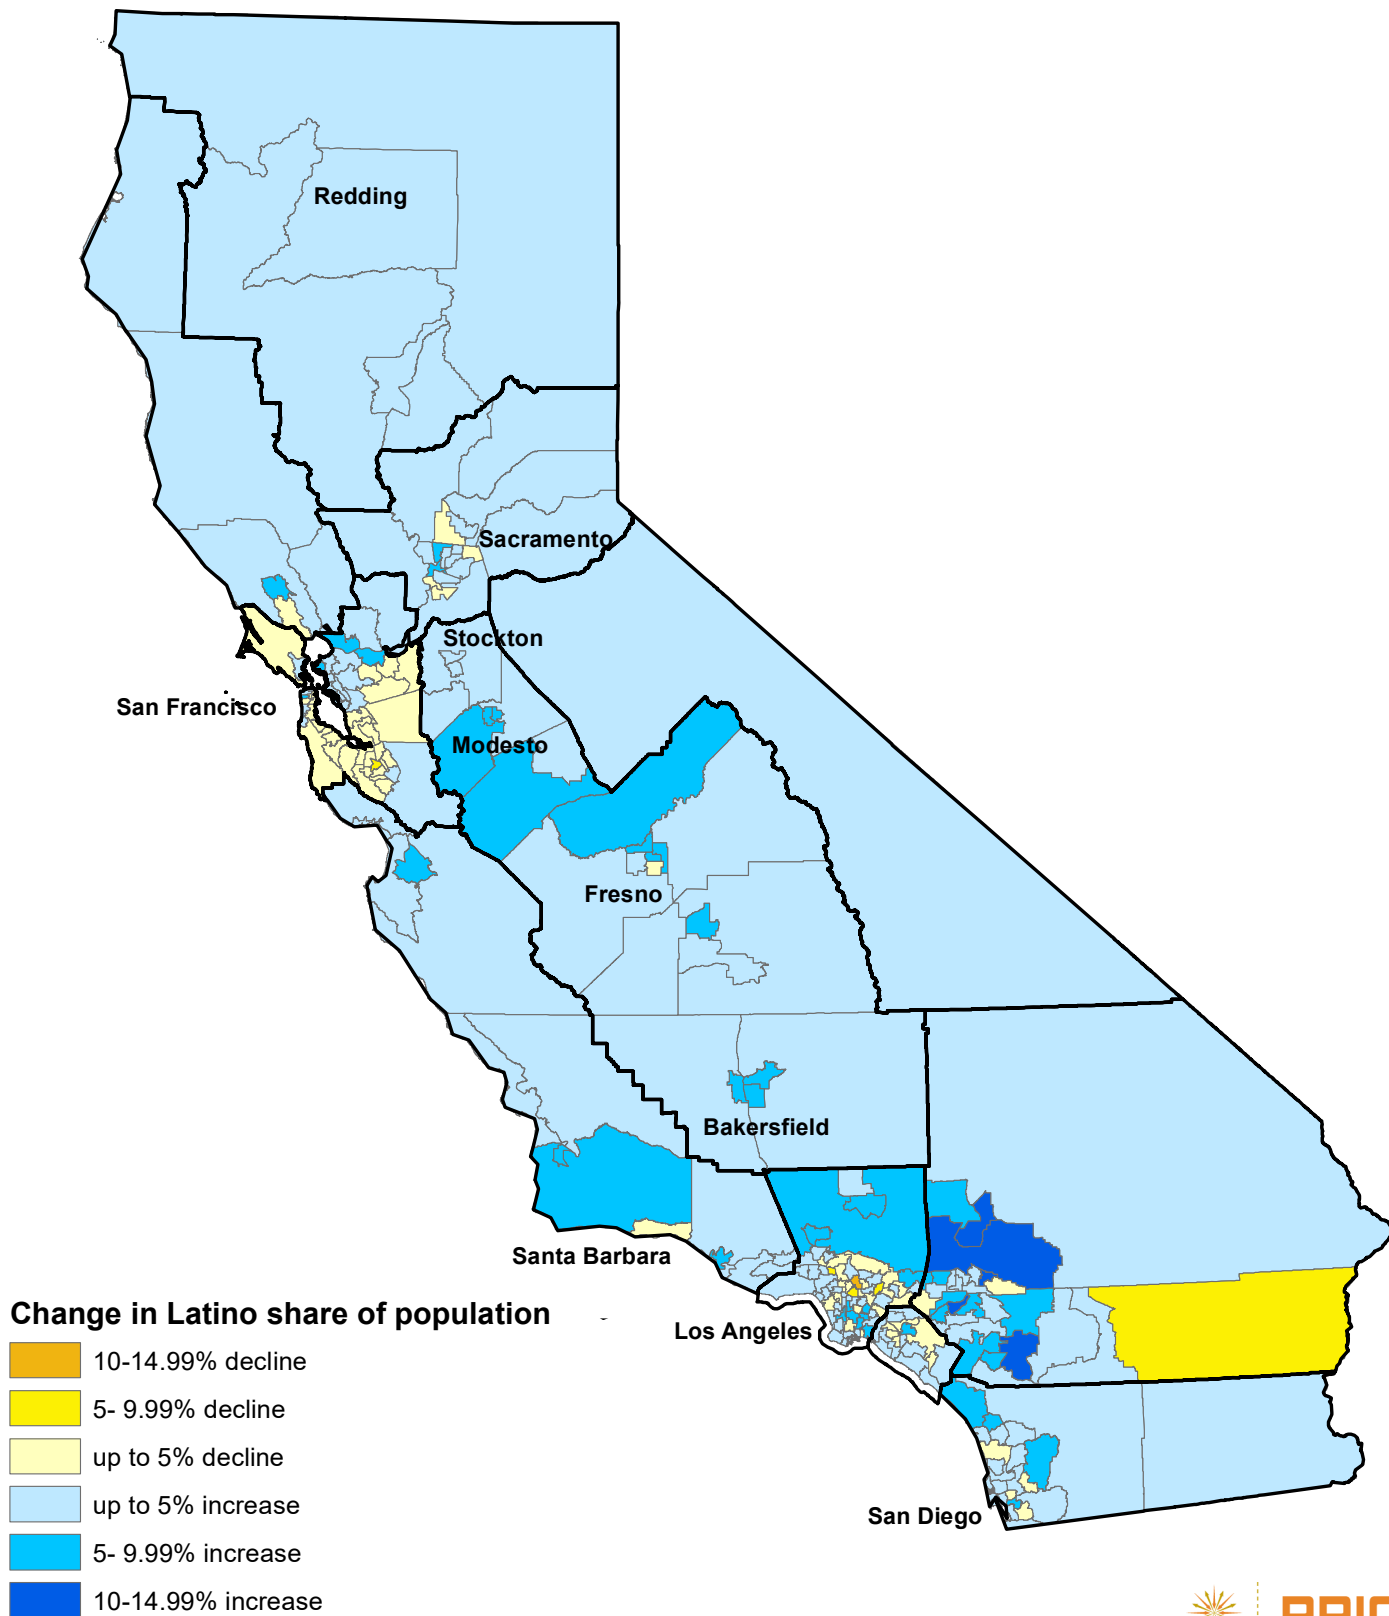 Redding
Sacramento
Stockton
San Francisco
Modesto
Fresno
Bakersfield
Santa Barbara
Los Angeles
San Diego
Change in Latino share of population
10-14.99% decline
5- 9.99% decline
up to 5% decline
up to 5% increase
5- 9.99% increase
10-14.99% increase